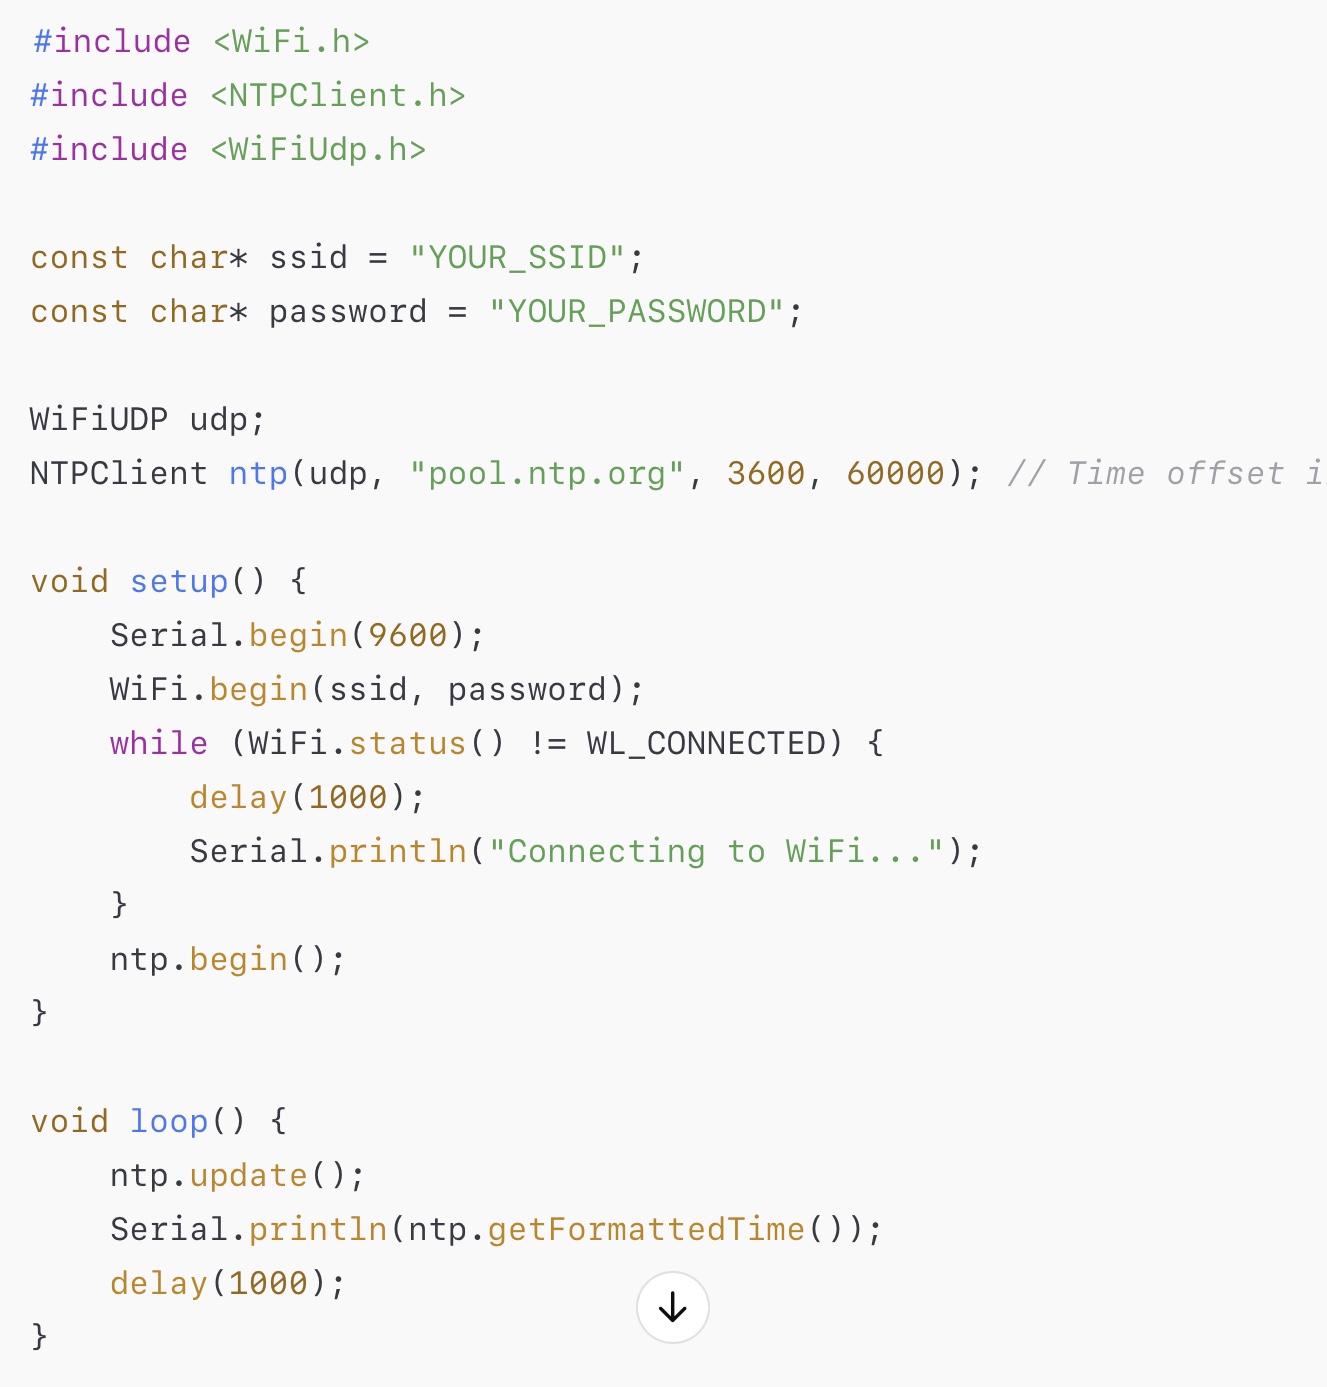 #include <WiFi.h>
#include <NTPClient.h>
#include <WiFiUdp.h>
const char* ssid = "YOUR_SSID";
const char* password = "YOUR_PASSWORD";
WiFiUDP udp;
NTPClient ntp(udp, "pool.ntp.org", 3600, 60000); // Time offset
void setup() {
    Serial.begin(9600);
    WiFi.begin(ssid, password);
    while (WiFi.status() != WL_CONNECTED) {
        delay(1000);
        Serial.println("Connecting to WiFi...");
    }
    ntp.begin();
}
void loop() {
    ntp.update();
    Serial.println(ntp.getFormattedTime());
    delay(1000);
}